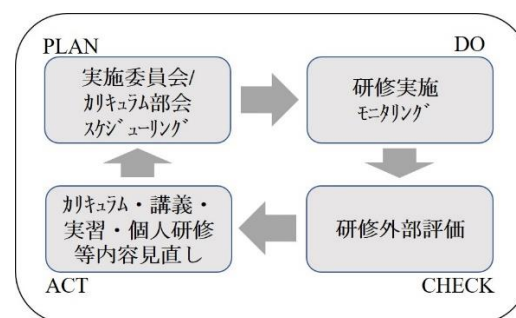 PLAN
DO
実施委員会/
ｶﾘｷｭﾗﾑ部会
ｽｹｼﾞｭｰﾘﾝｸﾞ
研修実施
ﾓﾆﾀﾘﾝｸﾞ
ｶﾘｷｭﾗﾑ・講義・
実習・個人研修
等内容見直し
研修外部評価
ACT
CHECK